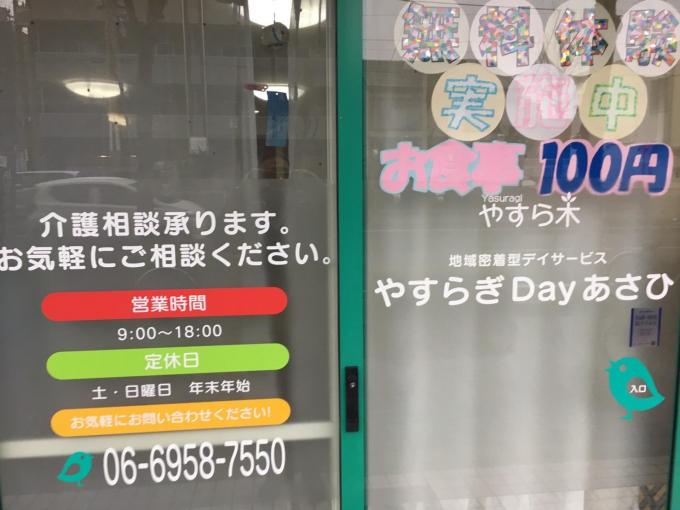 介護相談承ります。
お気軽にご相談ください。
営業時間
9:00〜18:00
定休日
土・日曜日 年末年始
お気軽にお問い合わせください!
06-6958-7550
無料体験
実施中
お食事 100円
Yasuragi
やすら木
地域密着型デイサービス
やすらぎDayあさひ
入口